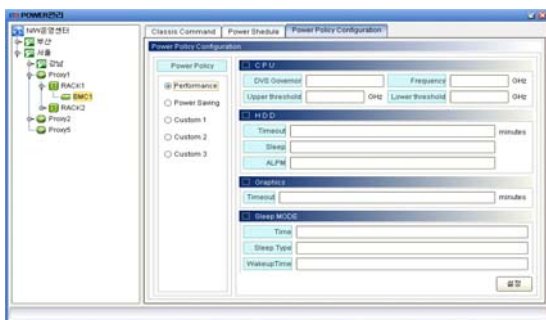 POWER관리
NW운영센터
부산
서울
강남
Proxy1
RACK1
BMC1
RACK2
Proxy2
Proxy5
Classis Command
Power Shedule
Power Policy Configuration
Power Policy Configuration
Power Policy
Performance
Power Saving
Custom 1
Custom 2
Custom 3
CPU
DVS Governor
Frequency
GHz
Upper threshold
GHz
Lower threshold
GHz
HDD
Timeout
minutes
Sleep
ALPM
Graphics
Timeout
minutes
Sleep MODE
Time
Sleep Type
WakeupTime
설정